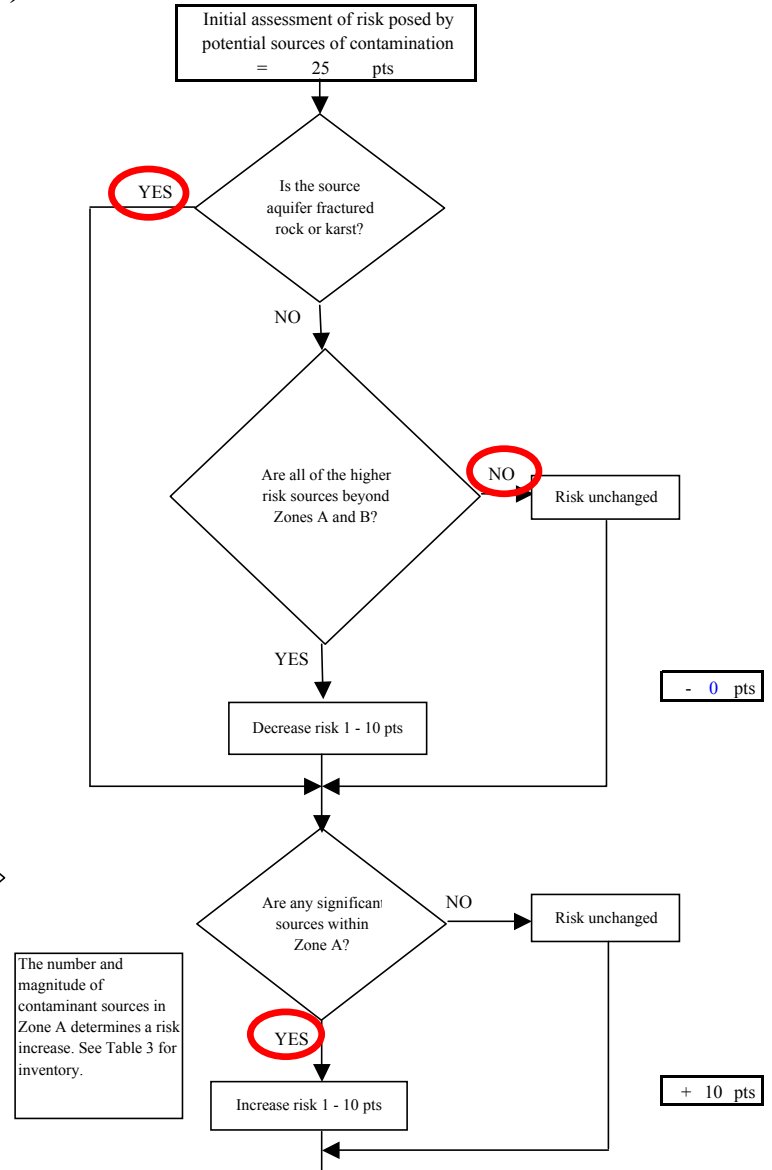 )
Initial assessment of risk posed by
potential sources of contamination
= 25 pts
YES
Is the source
aquifer fractured
rock or karst?
NO
Are all of the higher
risk sources beyond
Zones A and B?
NO
Risk unchanged
YES
- 0 pts
Decrease risk 1 - 10 pts
Are any significant
sources within
Zone A?
NO
Risk unchanged
The number and
magnitude of
contaminant sources in
Zone A determines a risk
increase. See Table 3 for
inventory.
YES
Increase risk 1 - 10 pts
+ 10 pts